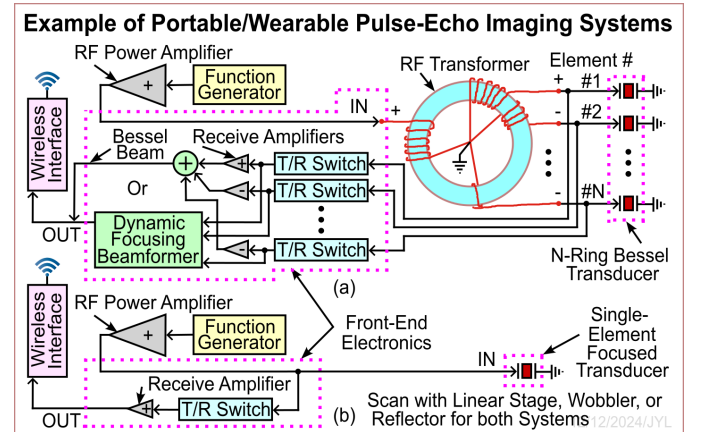 Example of Portable/Wearable Pulse-Echo Imaging Systems
RF Power Amplifier
+
Function
Generator
RF Transformer
Element #
IN
+
+
#1
-
#2
-
#N
Wireless
Interface
Bessel
Beam
Receive Amplifiers
+
+
-
-
T/R Switch
T/R Switch
T/R Switch
Or
Dynamic
Focusing
Beamformer
OUT
N-Ring Bessel
Transducer
(a)
RF Power Amplifier
+
Function
Generator
Front-End
Electronics
Single-
Element
Focused
Transducer
IN
Wireless
Interface
Receive Amplifier
+
T/R Switch
OUT
(b)
Scan with Linear Stage, Wobbler, or
Reflector for both Systems
12/2024/JYL